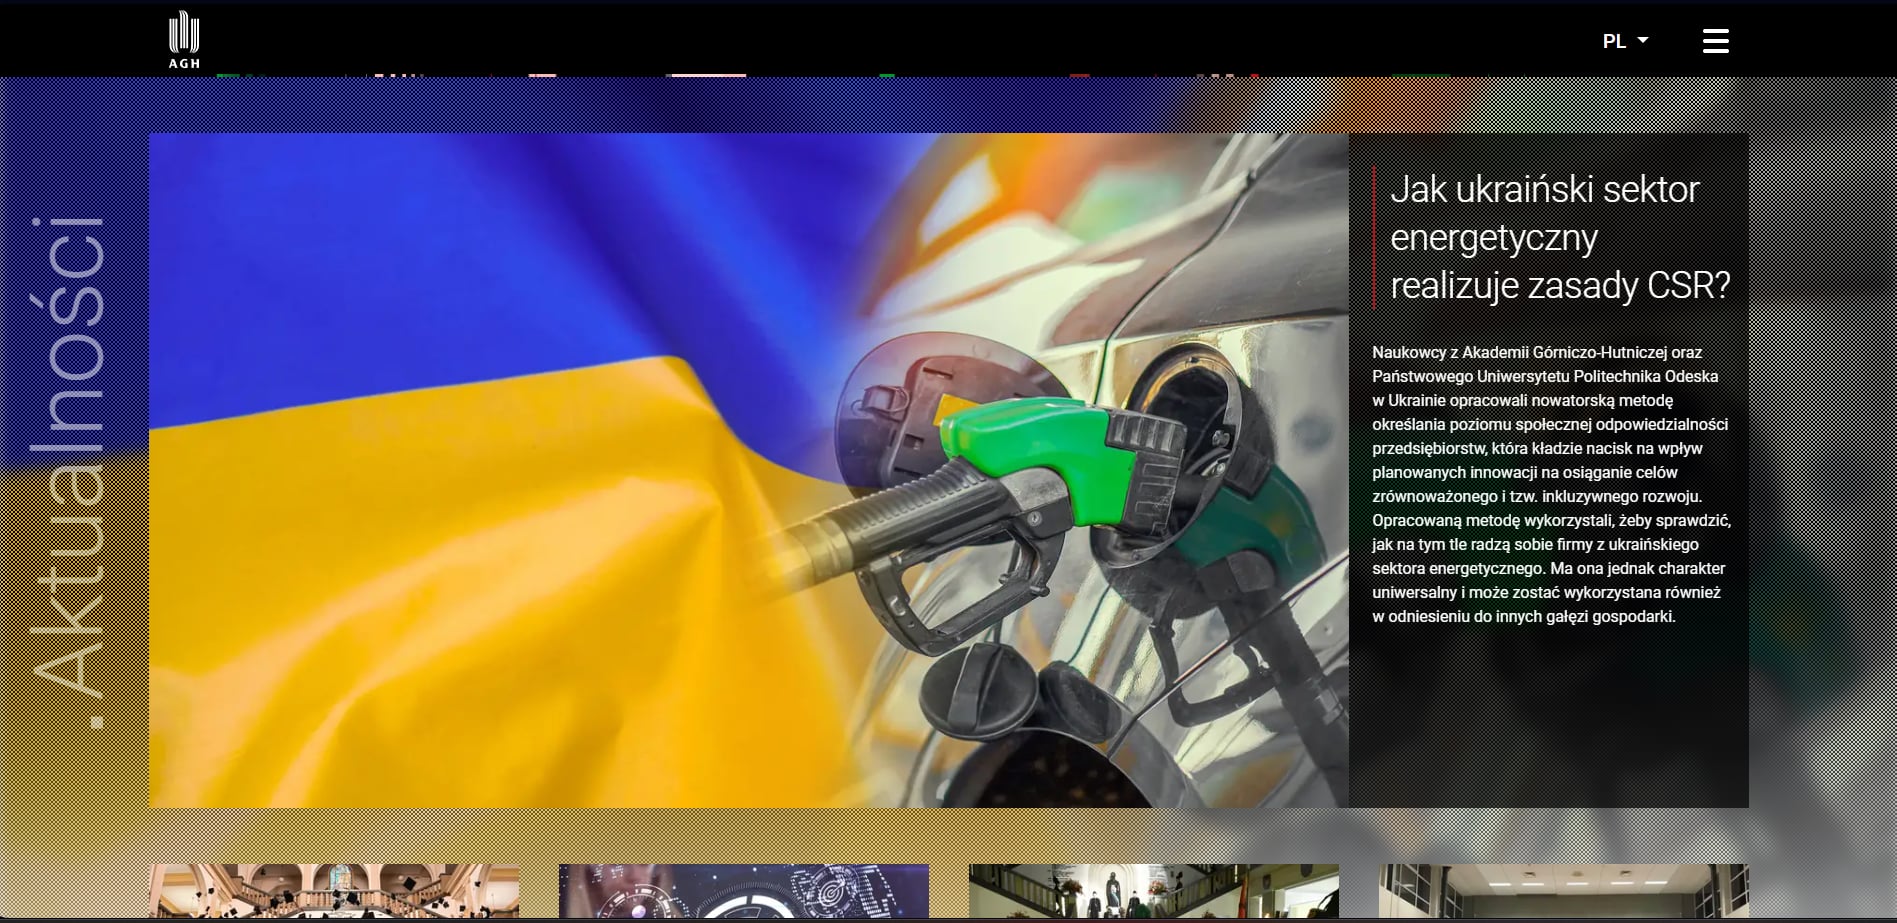 AGH
PL
. Aktualności
Jak ukraiński sektor
energetyczny
realizuje zasady CSR?
Naukowcy z Akademii Górniczo-Hutniczej oraz
Państwowego Uniwersytetu Politechnika Odeska
w Ukrainie opracowali nowatorską metodę
określania poziomu społecznej odpowiedzialności
przedsiębiorstw, która kładzie nacisk na wpływ
planowanych innowacji na osiąganie celów
zrównoważonego i tzw. inkluzywnego rozwoju.
Opracowaną metodę wykorzystali, żeby sprawdzić,
jak na tym tle radzą sobie firmy z ukraińskiego
sektora energetycznego. Ma ona jednak charakter
uniwersalny i może zostać wykorzystana również
w odniesieniu do innych gałęzi gospodarki.